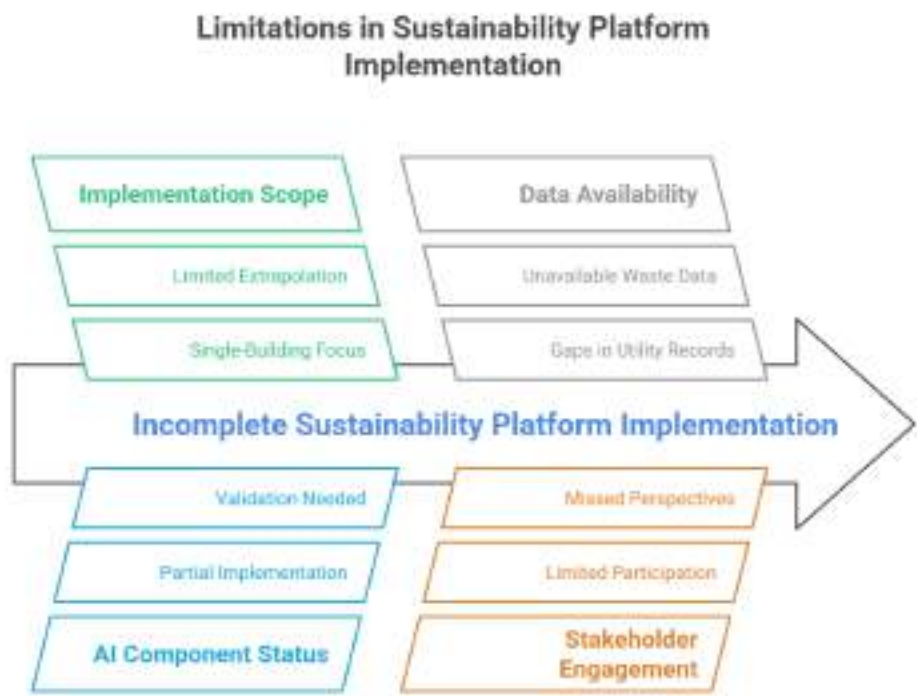 Limitations in Sustainability Platform
Implementation
Implementation Scope
Data Availability
Limited Extrapolation
Unavailable Waste Data
Single-Building Focus
Gaps in Utility Records
Incomplete Sustainability Platform Implementation
Validation Needed
Missed Perspectives
Partial Implementation
Limited Participation
AI Component Status
Stakeholder
Engagement